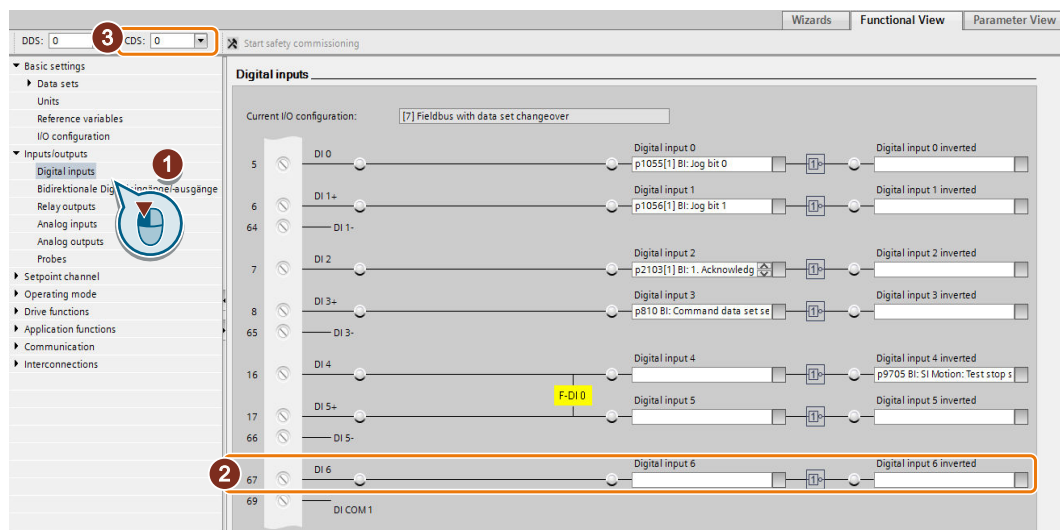 Wizards Functional View Parameter View
DDS: 0 3 CDS: 0 Start safety commissioning
Basic settings
Data sets
Units
Reference variables
I/O configuration
Inputs/outputs
Digital inputs
1
Bidirektionale -ausgänge
Relay outputs
Analog inputs
Analog outputs
Probes
Setpoint channel
Operating mode
Drive functions
Application functions
Communication
Interconnections
Digital inputs
Current I/O configuration: [7] Fieldbus with data set changeover
DI 0 Digital input 0 Digital input 0 inverted
5 p1055[1] BI: Jog bit 0 1
DI 1+ Digital input 1 Digital input 1 inverted
6 p1056[1] BI: Jog bit 1 1
64 DI 1-
DI 2 Digital input 2 Digital input 2 inverted
7 p2103[1] BI: 1. Acknowledg 1
DI 3+ Digital input 3 Digital input 3 inverted
8 p810 BI: Command data set se 1
65 DI 3-
DI 4 Digital input 4 Digital input 4 inverted
16 1 p9705 BI: SI Motion: Test stop s
F-DI 0
DI 5+ Digital input 5 Digital input 5 inverted
17 1
66 DI 5-
2
DI 6 Digital input 6 Digital input 6 inverted
67 1
69 DI COM 1